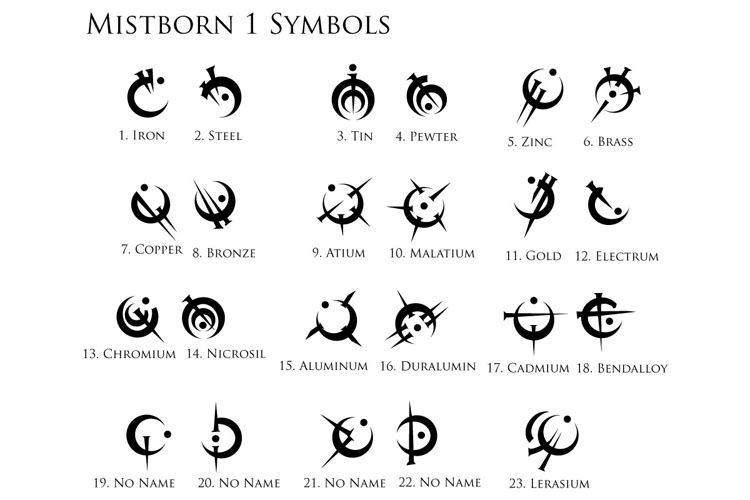 Mistborn 1 Symbols
1. Iron 2. Steel 3. Tin 4. Pewter 5. Zinc 6. Brass
7. Copper 8. Bronze 9. Atium 10. Malatium 11. Gold 12. Electrum
13. Chromium 14. Nicrosil 15. Aluminum 16. Duralumin 17. Cadmium 18. Bendalloy
19. No Name 20. No Name 21. No Name 22. No Name 23. Lerasium